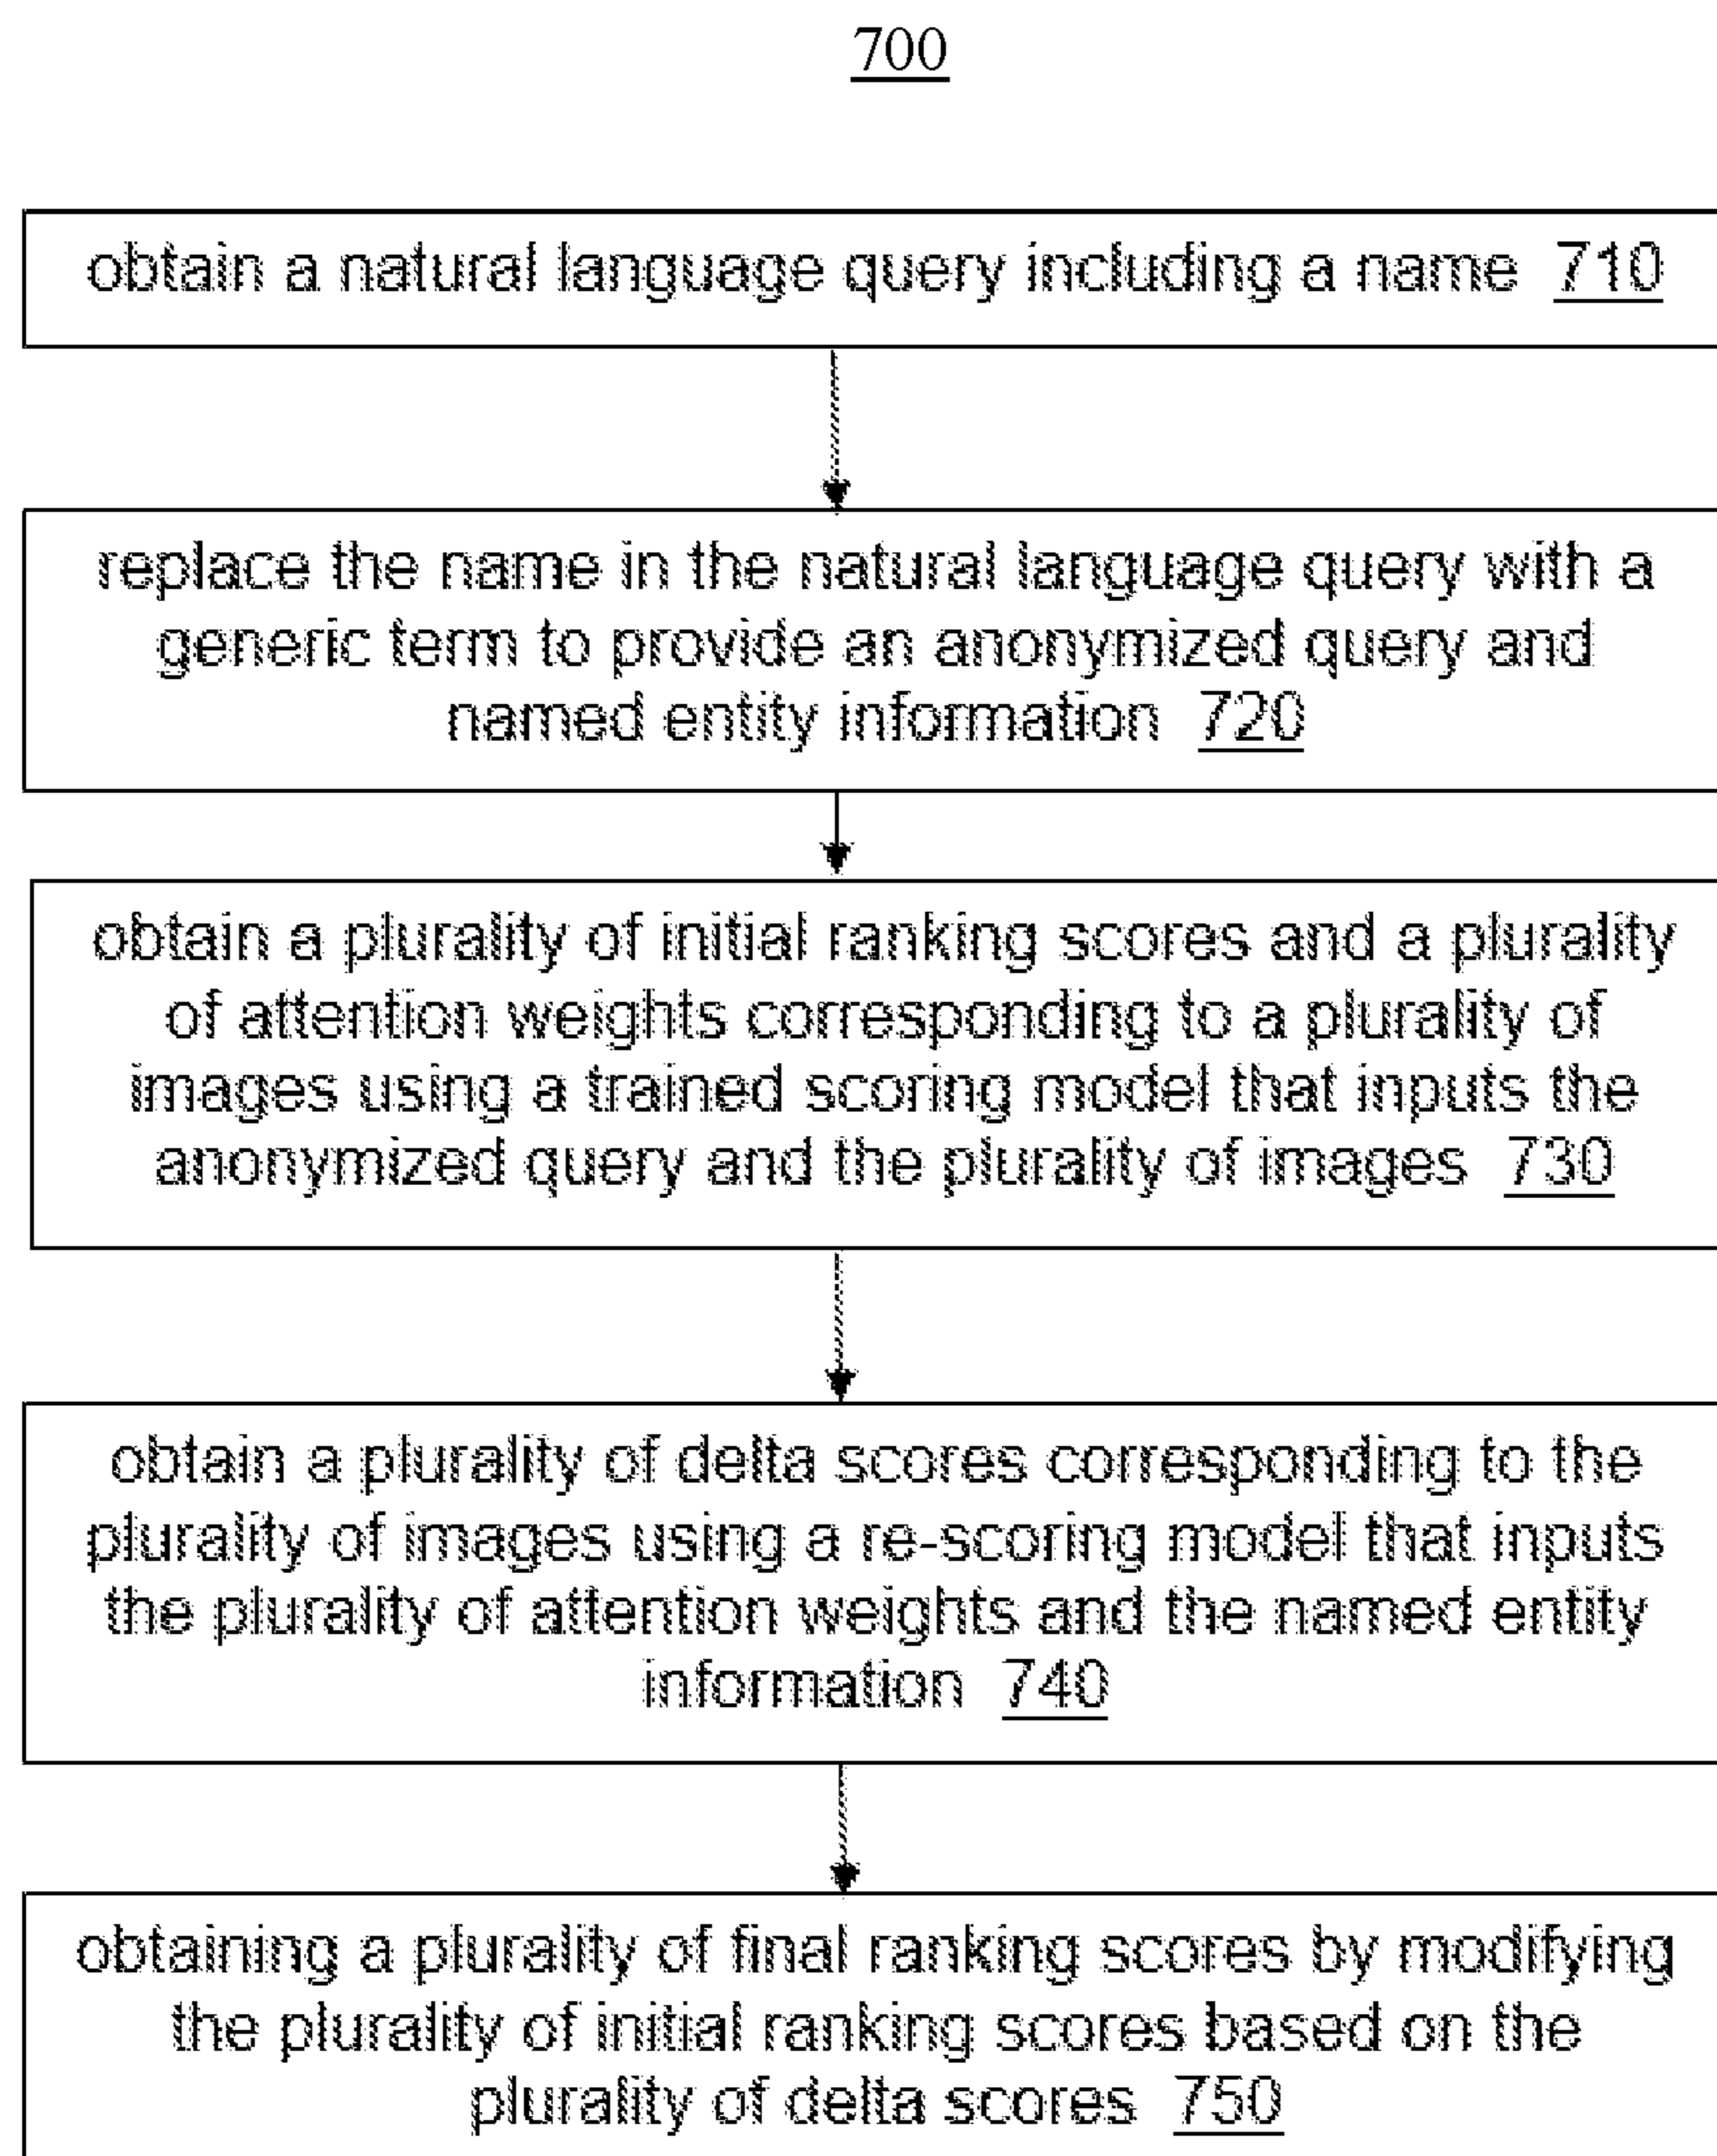 700
obtain a natural language query including a name 710
replace the name in the natural language query with a
generic term to provide an anonymized query and
named entity information 720
obtain a plurality of initial ranking scores and a plurality
of attention weights corresponding to a plurality of
images using a trained scoring model that inputs the
anonymized query and the plurality of images 730
obtain a plurality of delta scores corresponding to the
plurality of images using a re-scoring model that inputs
the plurality of attention weights and the named entity
information 740
obtaining a plurality of final ranking scores by modifying
the plurality of initial ranking scores based on the
plurality of delta scores 750